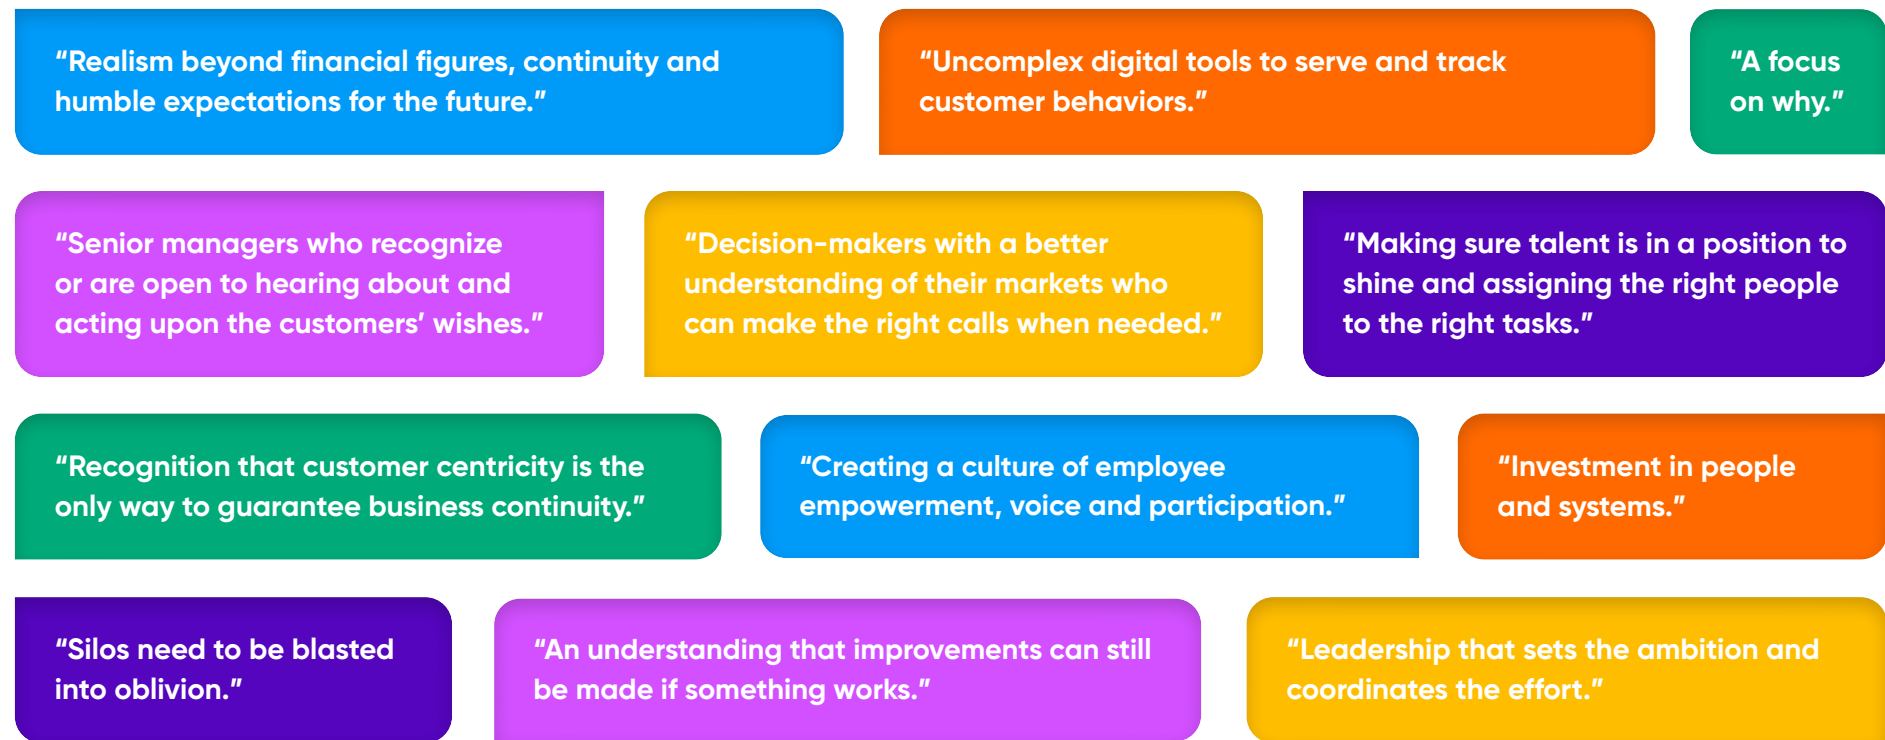 “Realism beyond financial figures, continuity and
humble expectations for the future.”
“Uncomplex digital tools to serve and track
customer behaviors.”
“A focus
on why.”
“Senior managers who recognize
or are open to hearing about and
acting upon the customers’ wishes.”
“Decision-makers with a better
understanding of their markets who
can make the right calls when needed.”
“Making sure talent is in a position to
shine and assigning the right people
to the right tasks.”
“Recognition that customer centricity is the
only way to guarantee business continuity.”
“Creating a culture of employee
empowerment, voice and participation.”
“Investment in people
and systems.”
“Silos need to be blasted
into oblivion.”
“An understanding that improvements can still
be made if something works.”
“Leadership that sets the ambition and
coordinates the effort.”